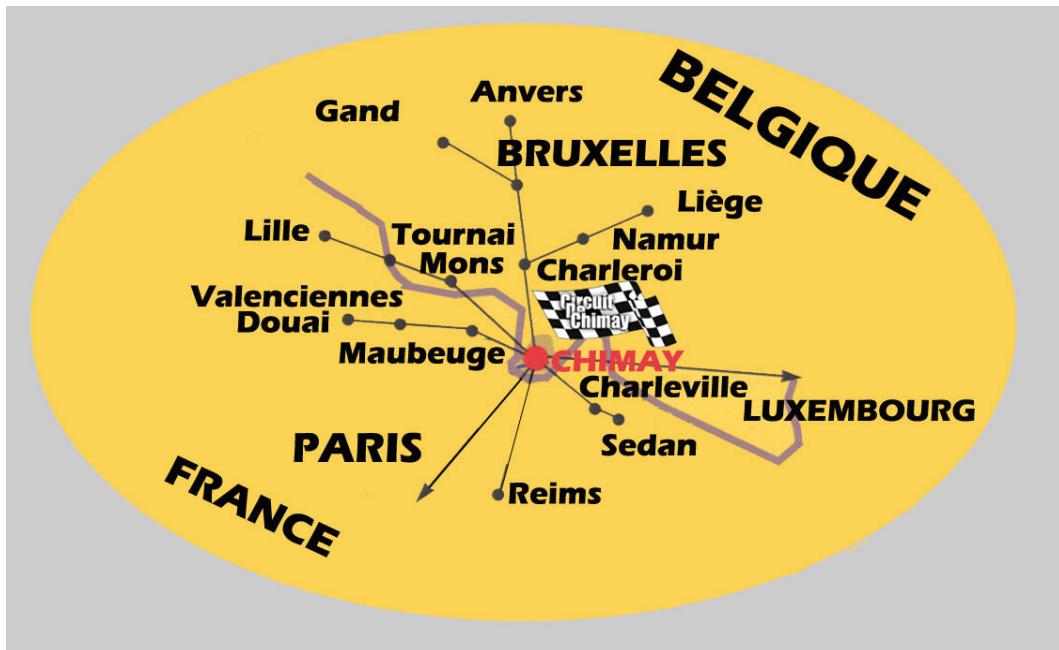 BELGIQUE
Anvers
Gand
BRUXELLES
Liège
Lille
Tournai
Namur
Mons
Charleroi
Valenciennes
Circuit
de
Chimay
Douai
Maubeuge
CHIMAY
Charleville
LUXEMBOURG
PARIS
Sedan
Reims
FRANCE